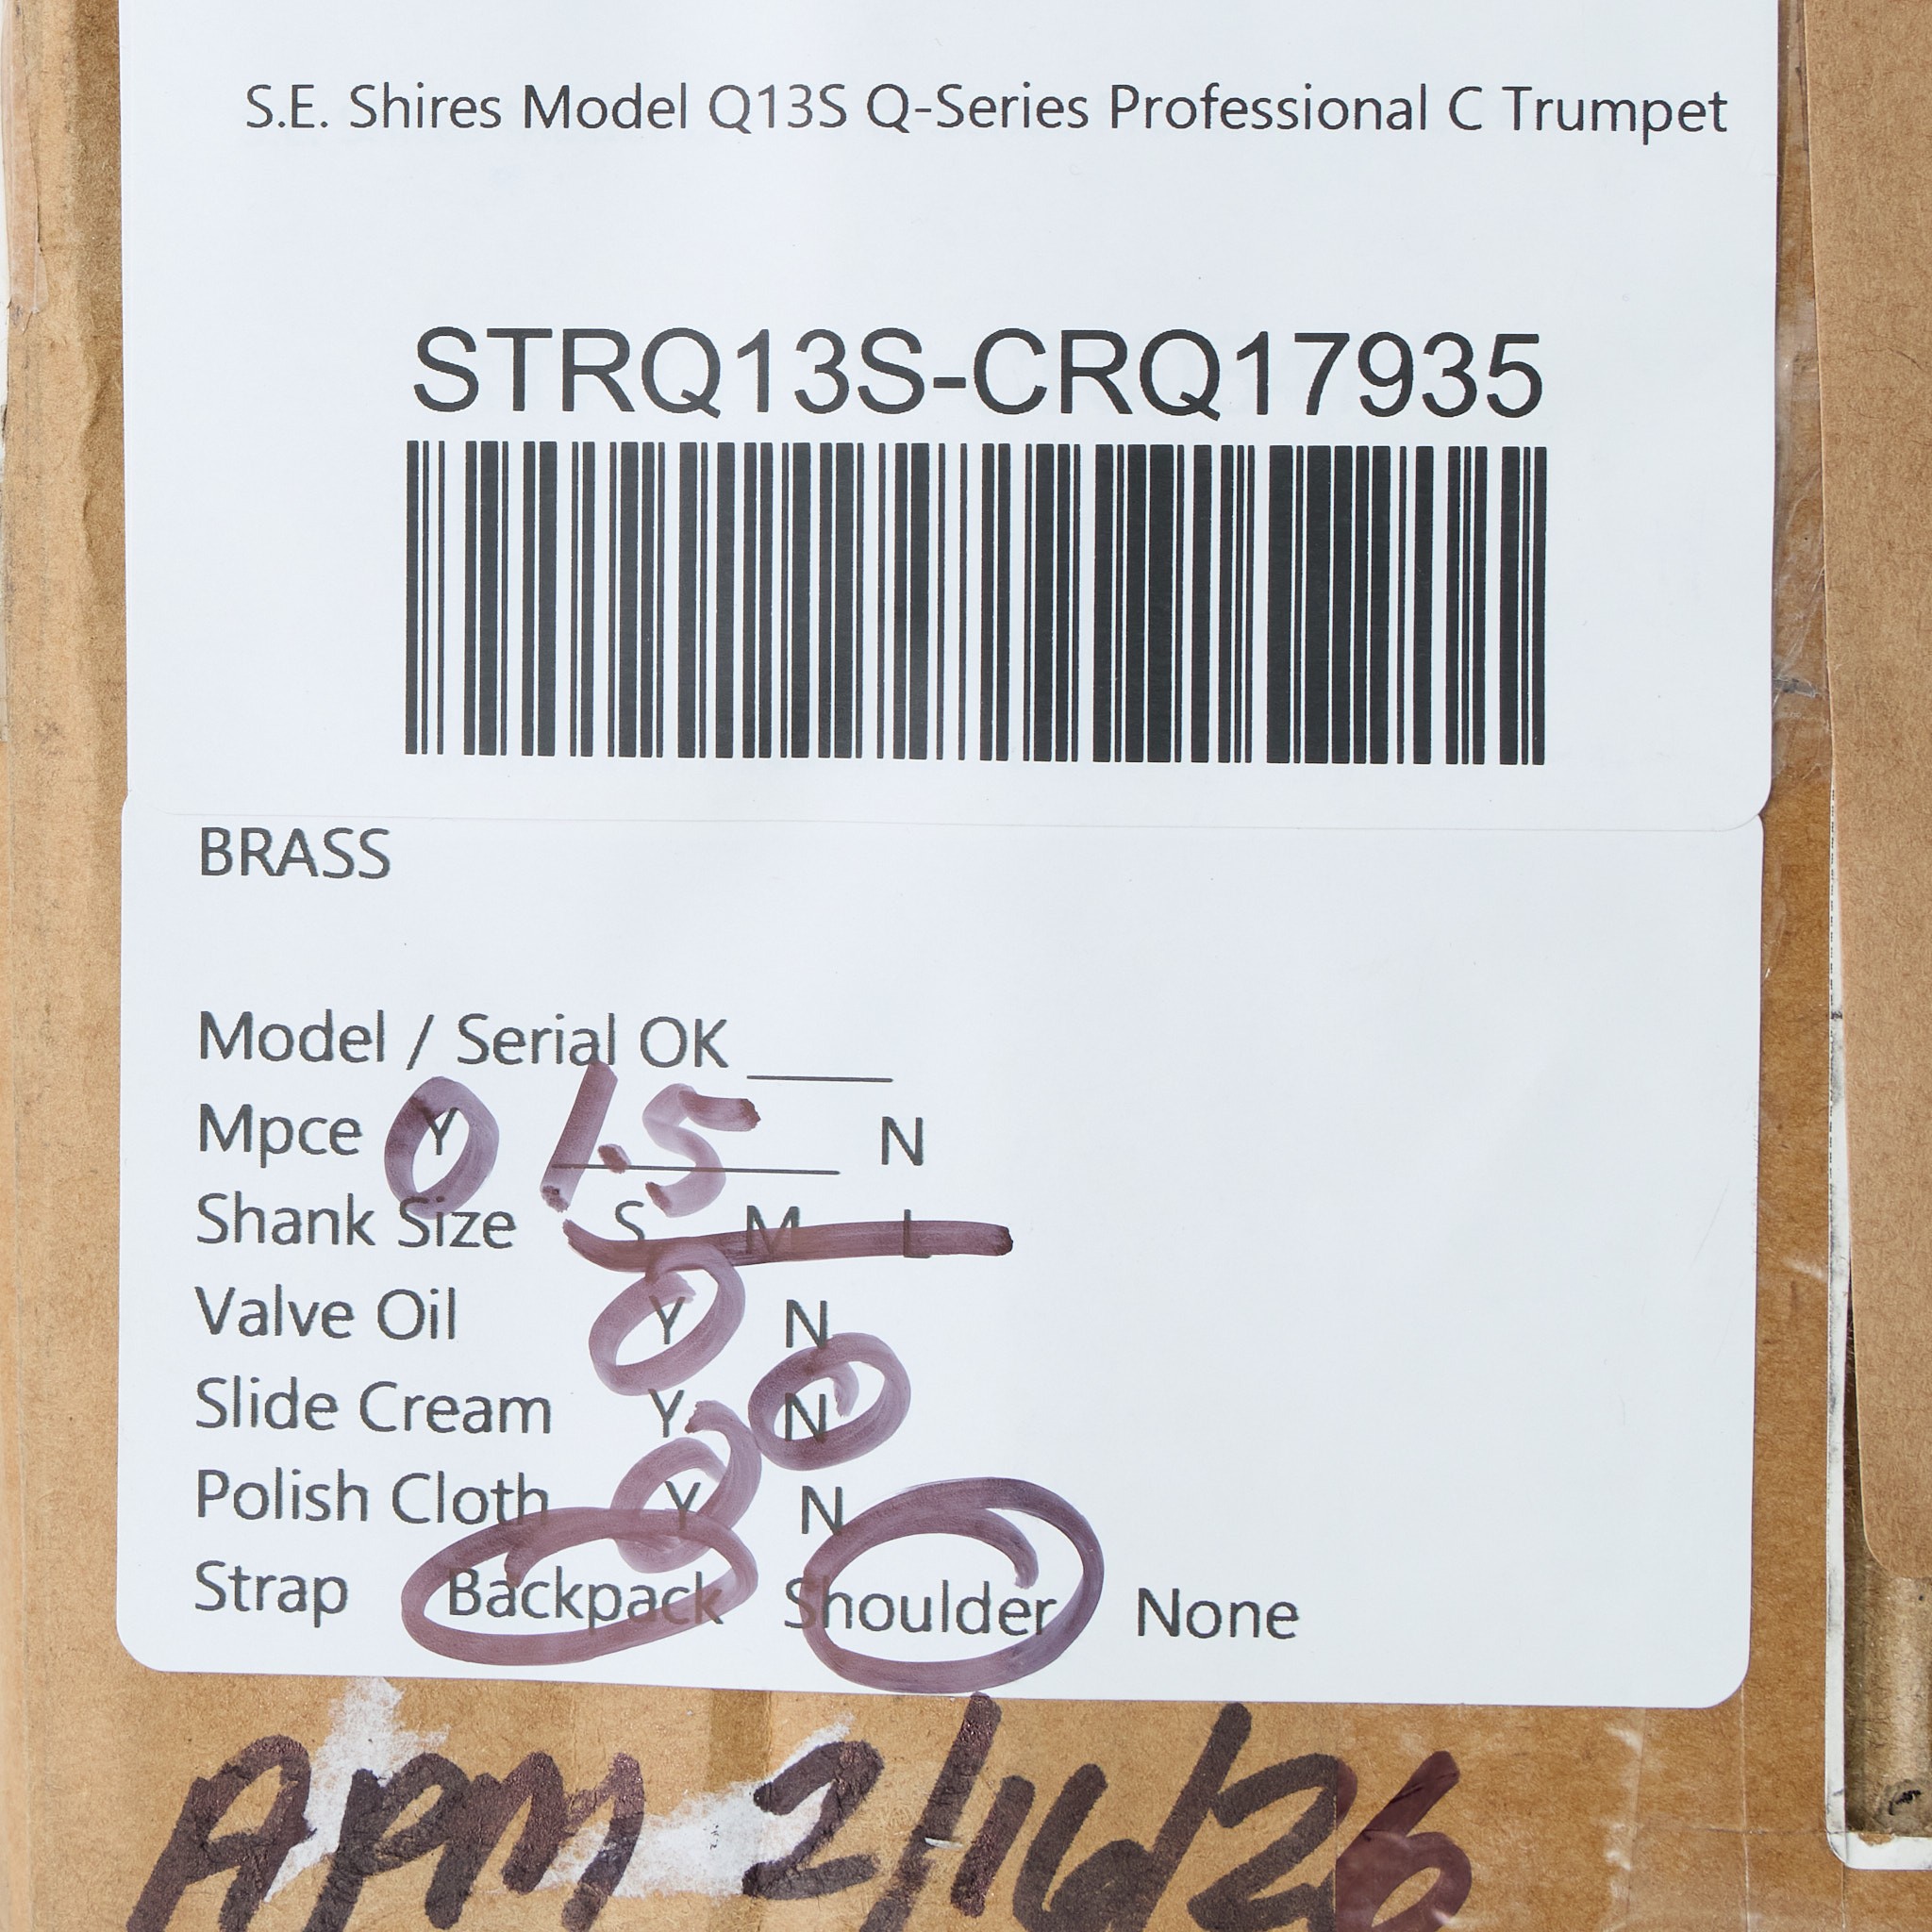 S.E. Shires Model Q13S Q-Series Professional C Trumpet
STRQ13S-CRQ17935
BRASS
Model / Serial OK ____
Mpce Y 1.5 N
Shank Size S M L
Valve Oil Y N
Slide Cream Y N
Polish Cloth Y N
Strap Backpack Shoulder None
APM 2/16/26